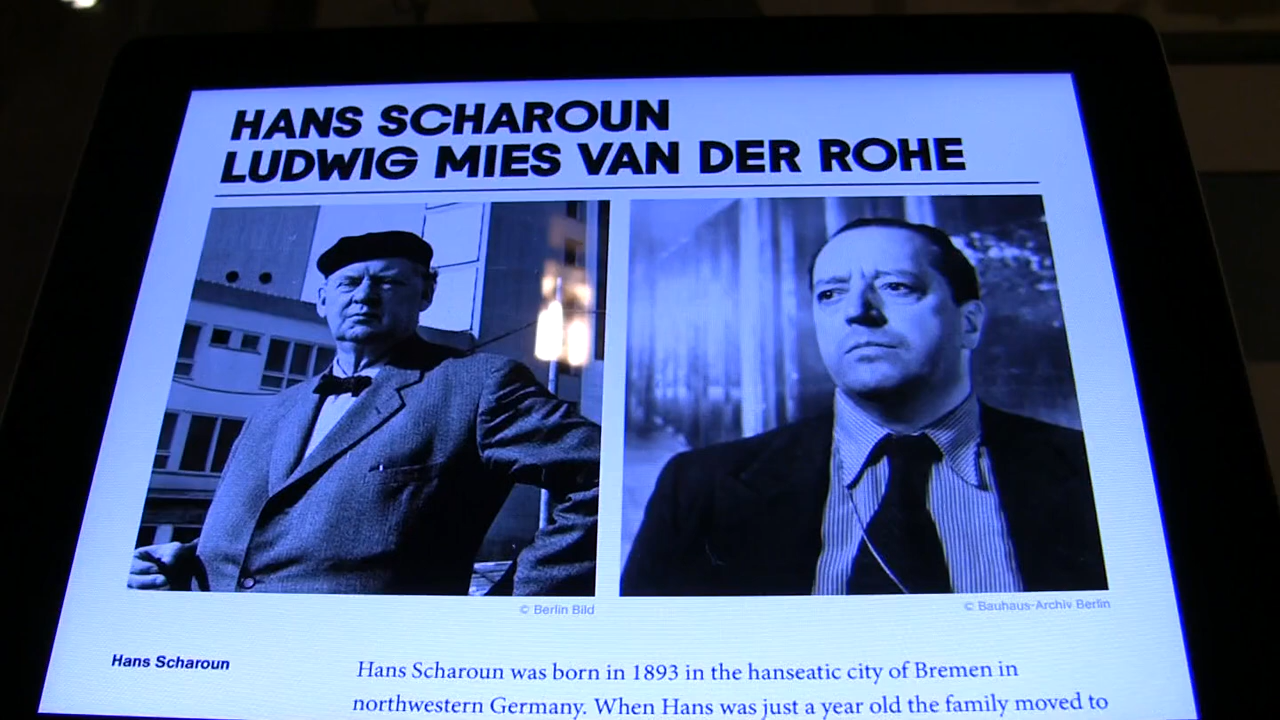 HANS SCHAROUN
LUDWIG MIES VAN DER ROHE
© Berlin Bild
© Bauhaus-Archiv Berlin
Hans Scharoun
Hans Scharoun was born in 1893 in the hanseatic city of Bremen in
northwestern Germany. When Hans was just a year old the family moved to